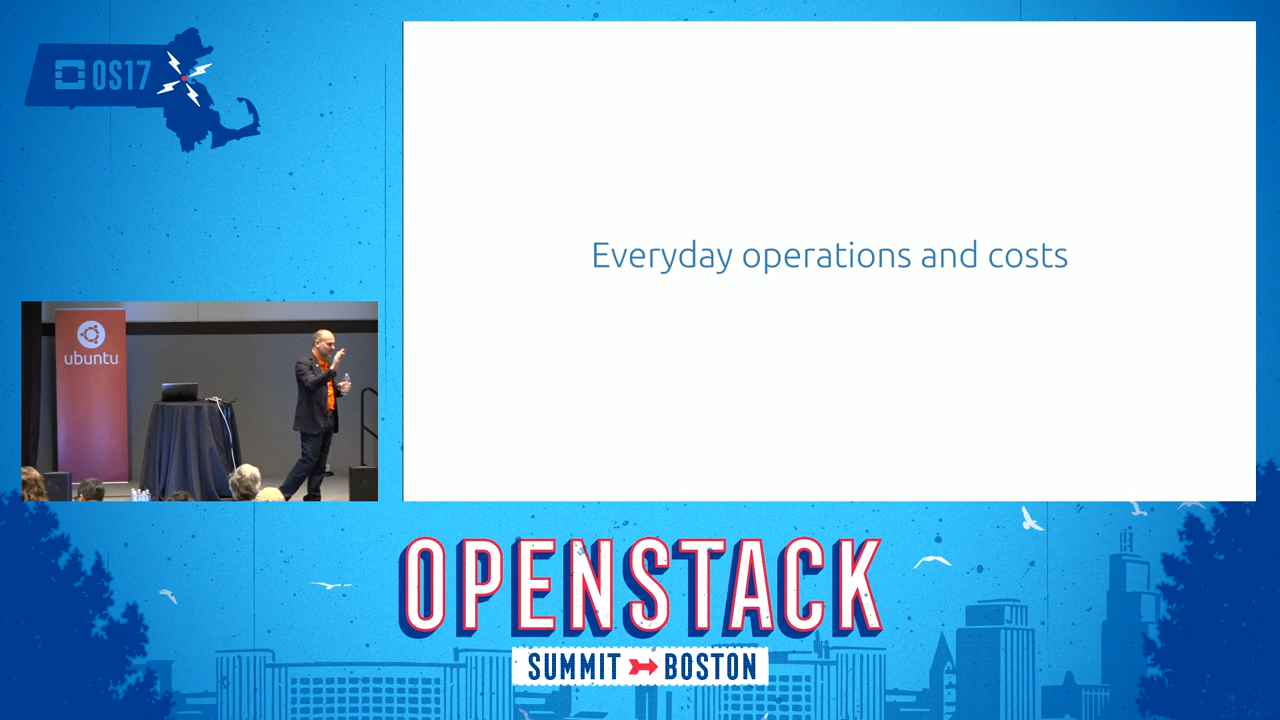 OS17
Everyday operations and costs
ubuntu
OPENSTACK
SUMMIT BOSTON